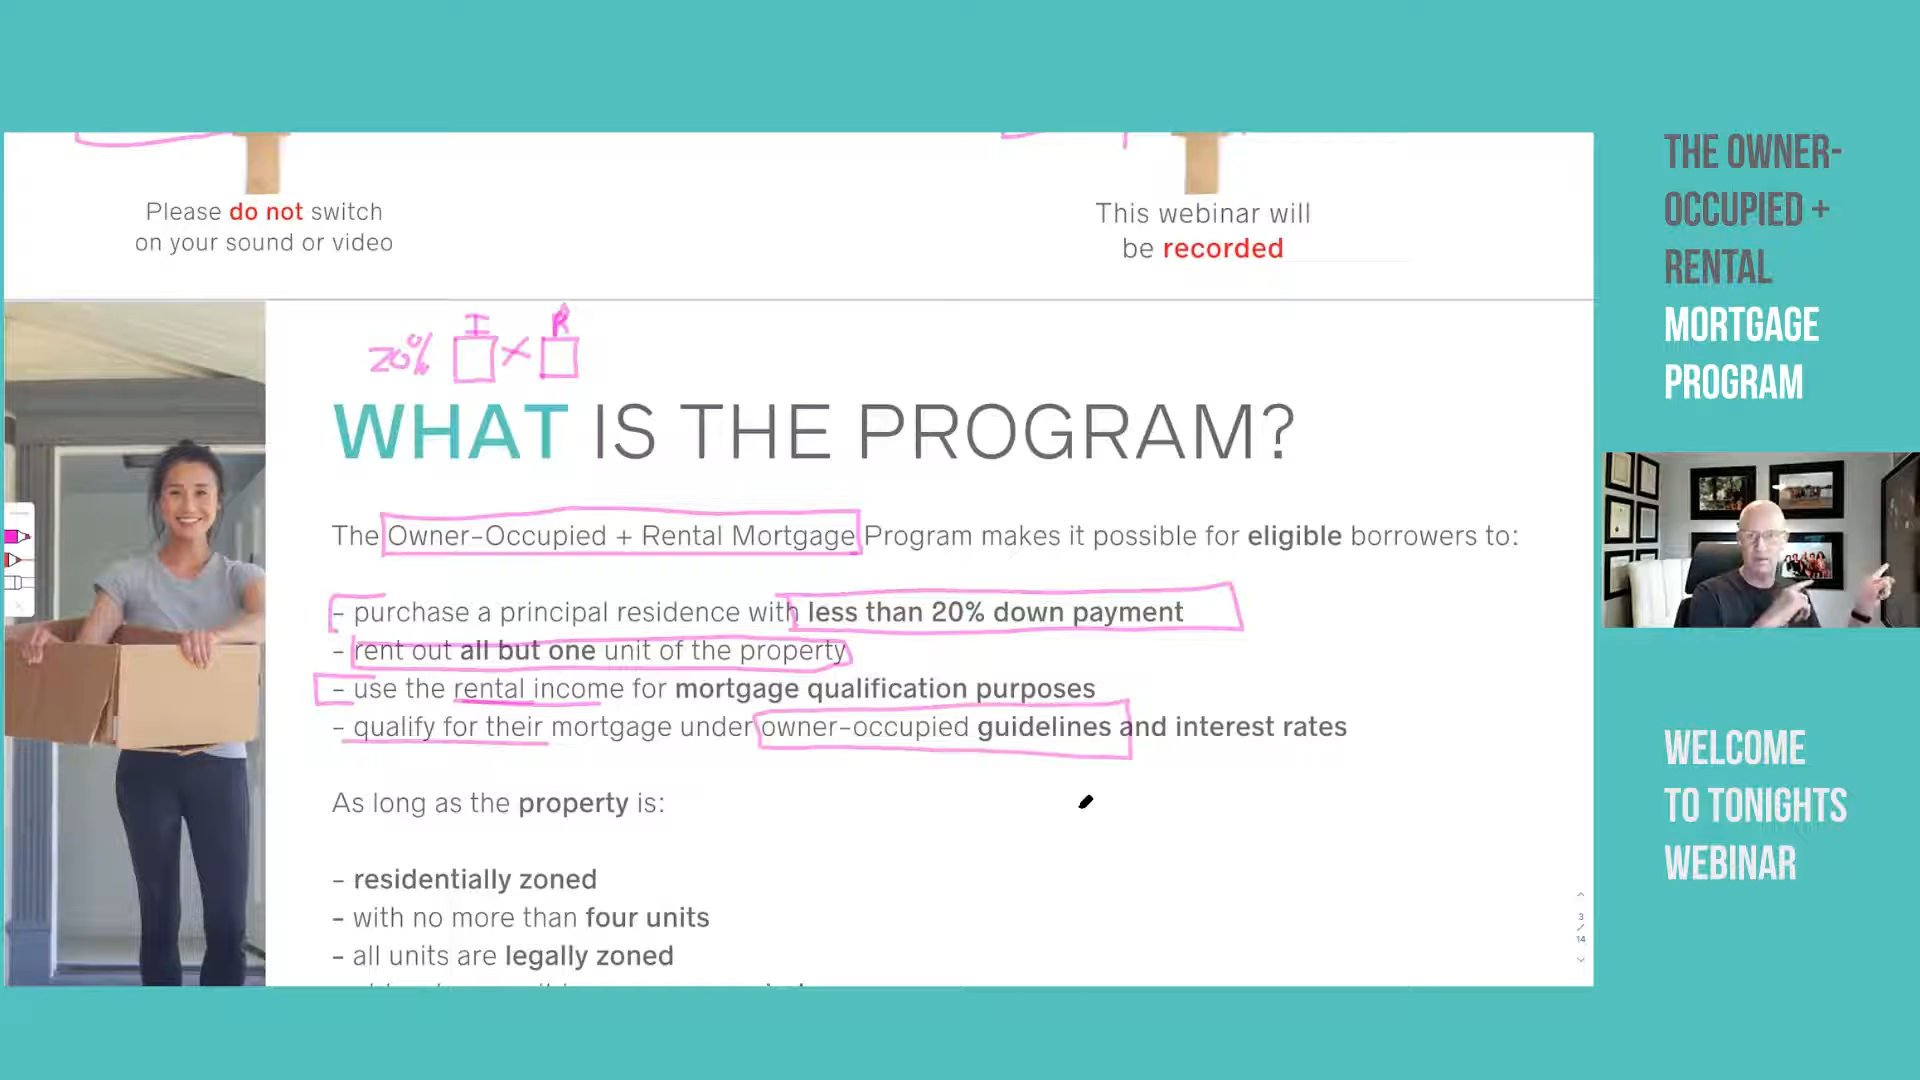 Please do not switch
on your sound or video
This webinar will
be recorded
20% I X R
WHAT IS THE PROGRAM?
The Owner-Occupied + Rental Mortgage Program makes it possible for eligible borrowers to:
- purchase a principal residence with less than 20% down payment
- rent out all but one unit of the property
- use the rental income for mortgage qualification purposes
- qualify for their mortgage under owner-occupied guidelines and interest rates
As long as the property is:
- residentially zoned
- with no more than four units
- all units are legally zoned
3
/
14
THE OWNER-
OCCUPIED +
RENTAL
MORTGAGE
PROGRAM
WELCOME
TO TONIGHTS
WEBINAR